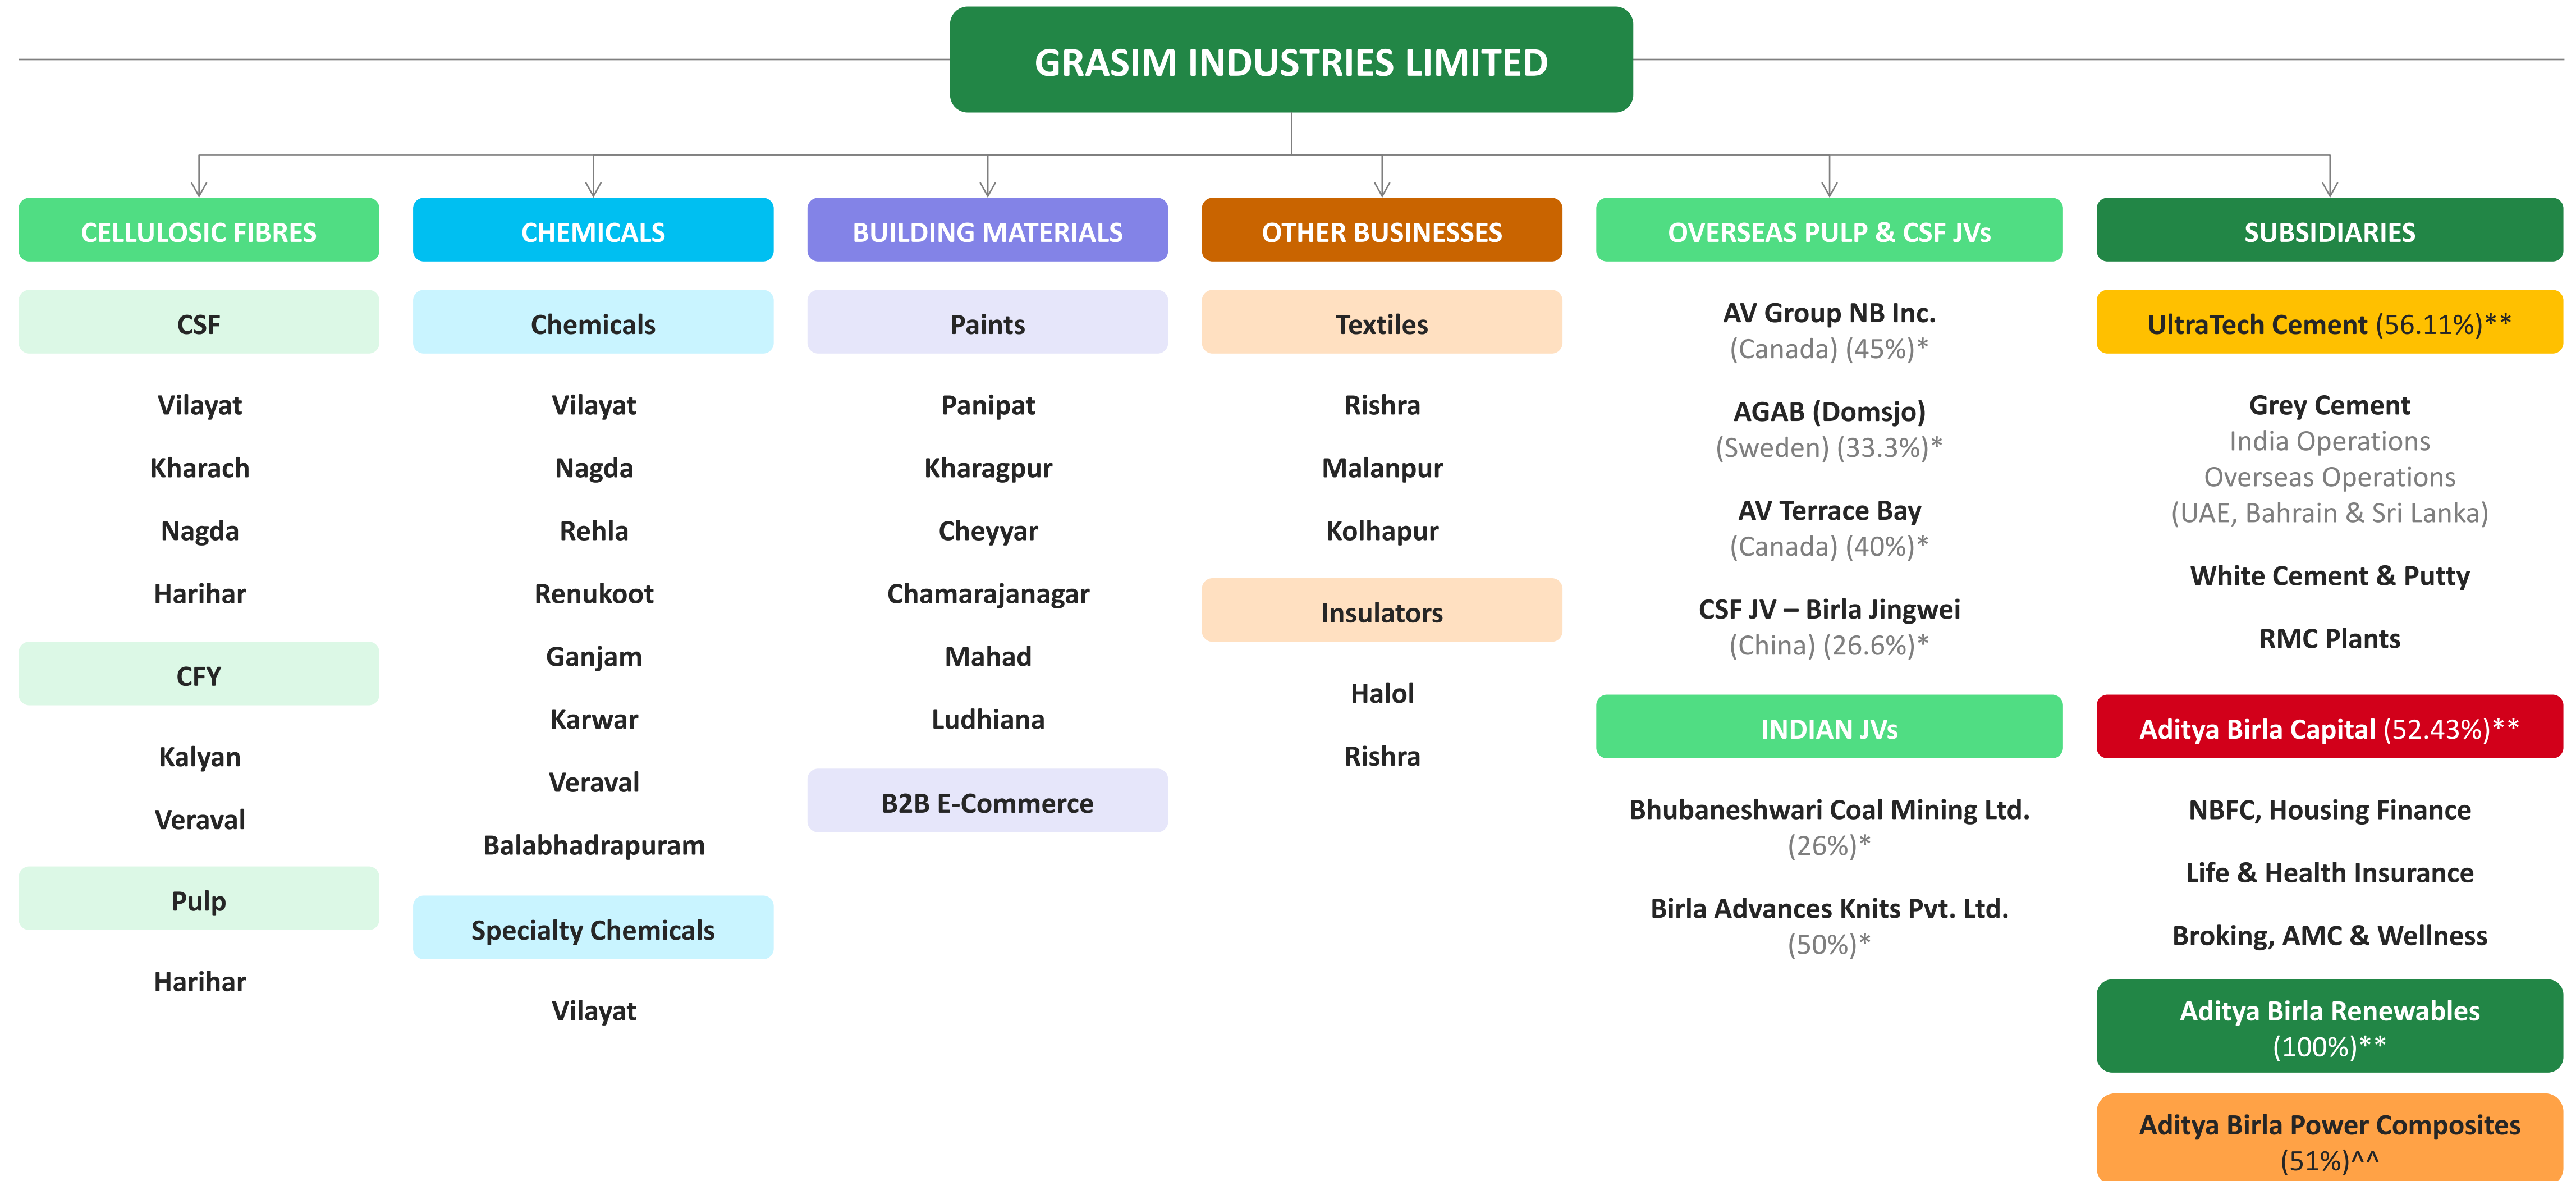 GRASIM INDUSTRIES LIMITED
CELLULOSIC FIBRES
CSF
Vilayat
Kharach
Nagda
Harihar
CFY
Kalyan
Veraval
Pulp
Harihar
CHEMICALS
Chemicals
Vilayat
Nagda
Rehla
Renukoot
Ganjam
Karwar
Veraval
Balabhadrapuram
Specialty Chemicals
Vilayat
BUILDING MATERIALS
Paints
Panipat
Kharagpur
Cheyyar
Chamarajanagar
Mahad
Ludhiana
B2B E-Commerce
OTHER BUSINESSES
Textiles
Rishra
Malanpur
Kolhapur
Insulators
Halol
Rishra
OVERSEAS PULP & CSF JVs
AV Group NB Inc.
(Canada) (45%)*
AGAB (Domsjo)
(Sweden) (33.3%)*
AV Terrace Bay
(Canada) (40%)*
CSF JV – Birla Jingwei
(China) (26.6%)*
INDIAN JVs
Bhubaneshwari Coal Mining Ltd.
(26%)*
Birla Advances Knits Pvt. Ltd.
(50%)*
SUBSIDIARIES
UltraTech Cement (56.11%)**
Grey Cement
India Operations
Overseas Operations
(UAE, Bahrain & Sri Lanka)
White Cement & Putty
RMC Plants
Aditya Birla Capital (52.43%)**
NBFC, Housing Finance
Life & Health Insurance
Broking, AMC & Wellness
Aditya Birla Renewables
(100%)**
Aditya Birla Power Composites
(51%)^^